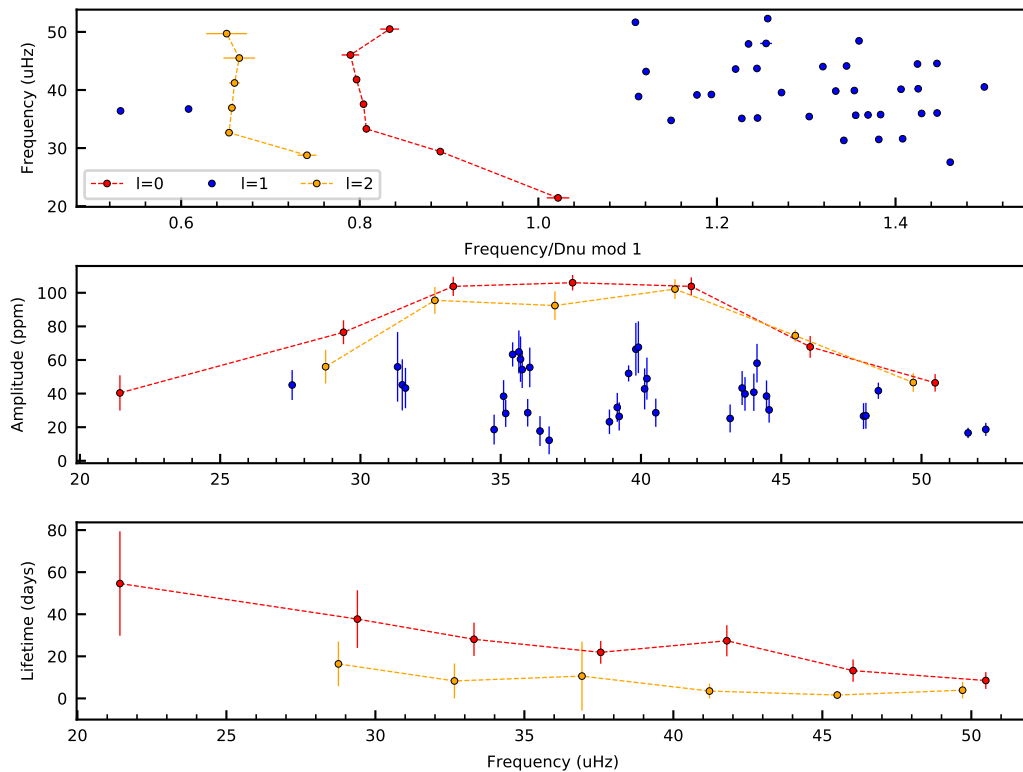 50
40
30
20
Frequency (uHz)
l=0 l=1 l=2
0.6 0.8 1.0 1.2 1.4
Frequency/Dnu mod 1
100
80
60
40
20
0
Amplitude (ppm)
20 25 30 35 40 45 50
80
60
40
20
0
Lifetime (days)
20 25 30 35 40 45 50
Frequency (uHz)